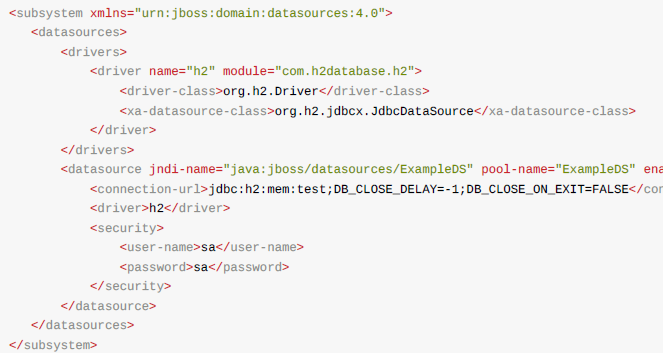 <subsystem xmlns="urn:jboss:domain:datasources:4.0">
<datasources>
<drivers>
<driver name="h2" module="com.h2database.h2">
<driver-class>org.h2.Driver</driver-class>
<xa-datasource-class>org.h2.jdbcx.JdbcDataSource</xa-datasource-class>
</driver>
</drivers>
<datasource jndi-name="java:jboss/datasources/ExampleDS" pool-name="ExampleDS" ena
<connection-url>jdbc:h2:mem:test;DB_CLOSE_DELAY=-1;DB_CLOSE_ON_EXIT=FALSE</con
<driver>h2</driver>
<security>
<user-name>sa</user-name>
<password>sa</password>
</security>
</datasource>
</datasources>
</subsystem>